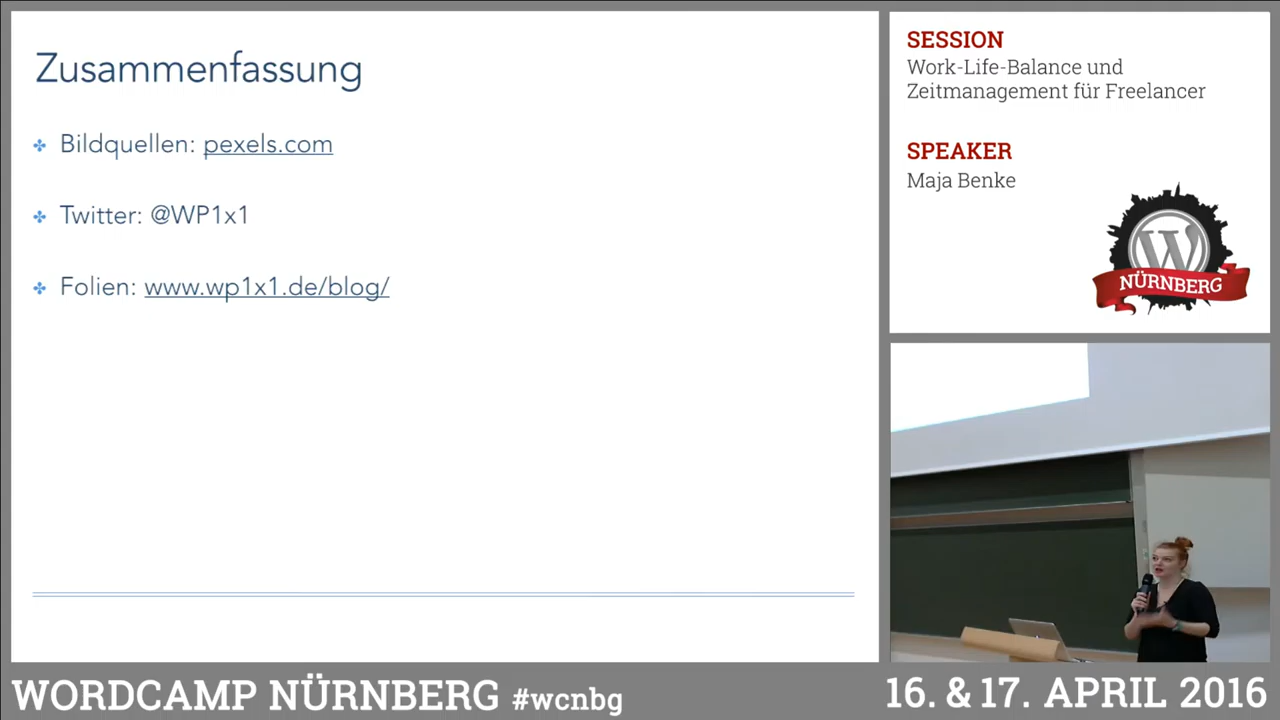 Zusammenfassung
Bildquellen: pexels.com
Twitter: @WP1x1
Folien: www.wp1x1.de/blog/
SESSION
Work-Life-Balance und
Zeitmanagement für Freelancer
SPEAKER
Maja Benke
W
NÜRNBERG
WORDCAMP NÜRNBERG #wcnbg
16. & 17. APRIL 2016